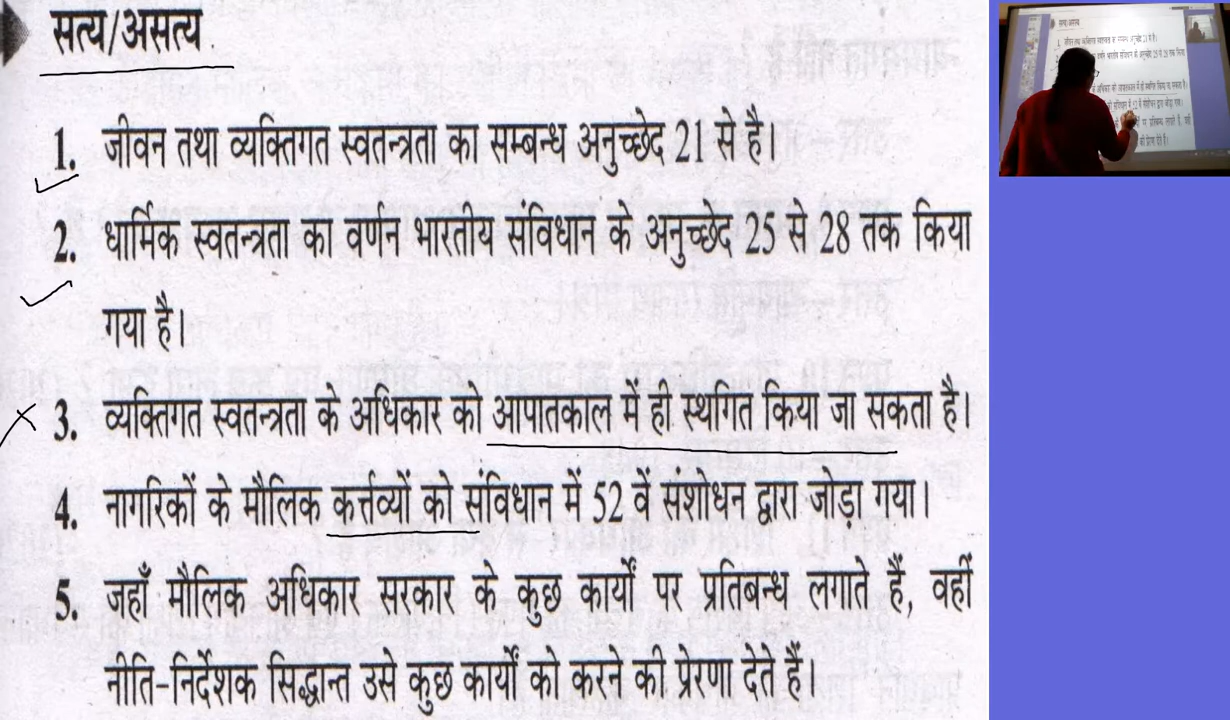 सत्य/असत्य
1. जीवन तथा व्यक्तिगत स्वतन्त्रता का सम्बन्ध अनुच्छेद 21 से है।
2. धार्मिक स्वतन्त्रता का वर्णन भारतीय संविधान के अनुच्छेद 25 से 28 तक किया
गया है।
3. व्यक्तिगत स्वतन्त्रता के अधिकार को आपातकाल में ही स्थगित किया जा सकता है।
4. नागरिकों के मौलिक कर्त्तव्यों को संविधान में 52 वें संशोधन द्वारा जोड़ा गया।
5. जहाँ मौलिक अधिकार सरकार के कुछ कार्यों पर प्रतिबन्ध लगाते हैं, वहीं
नीति-निर्देशक सिद्धान्त उसे कुछ कार्यों को करने की प्रेरणा देते हैं।